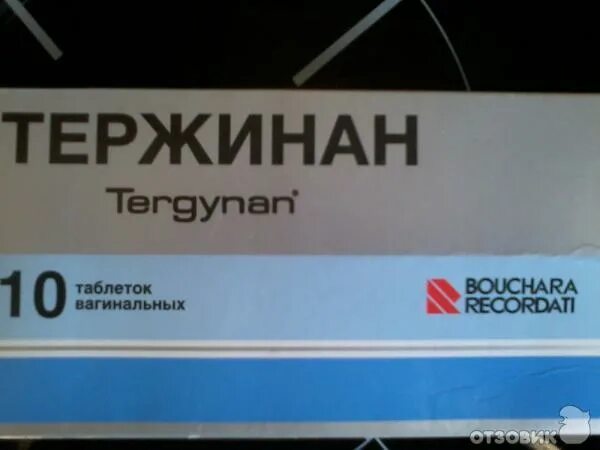 ТЕРЖИНАН
Tergynan®
10 таблеток
вагинальных
BOUCHARA
RECORDATI
ОТЗОВИК